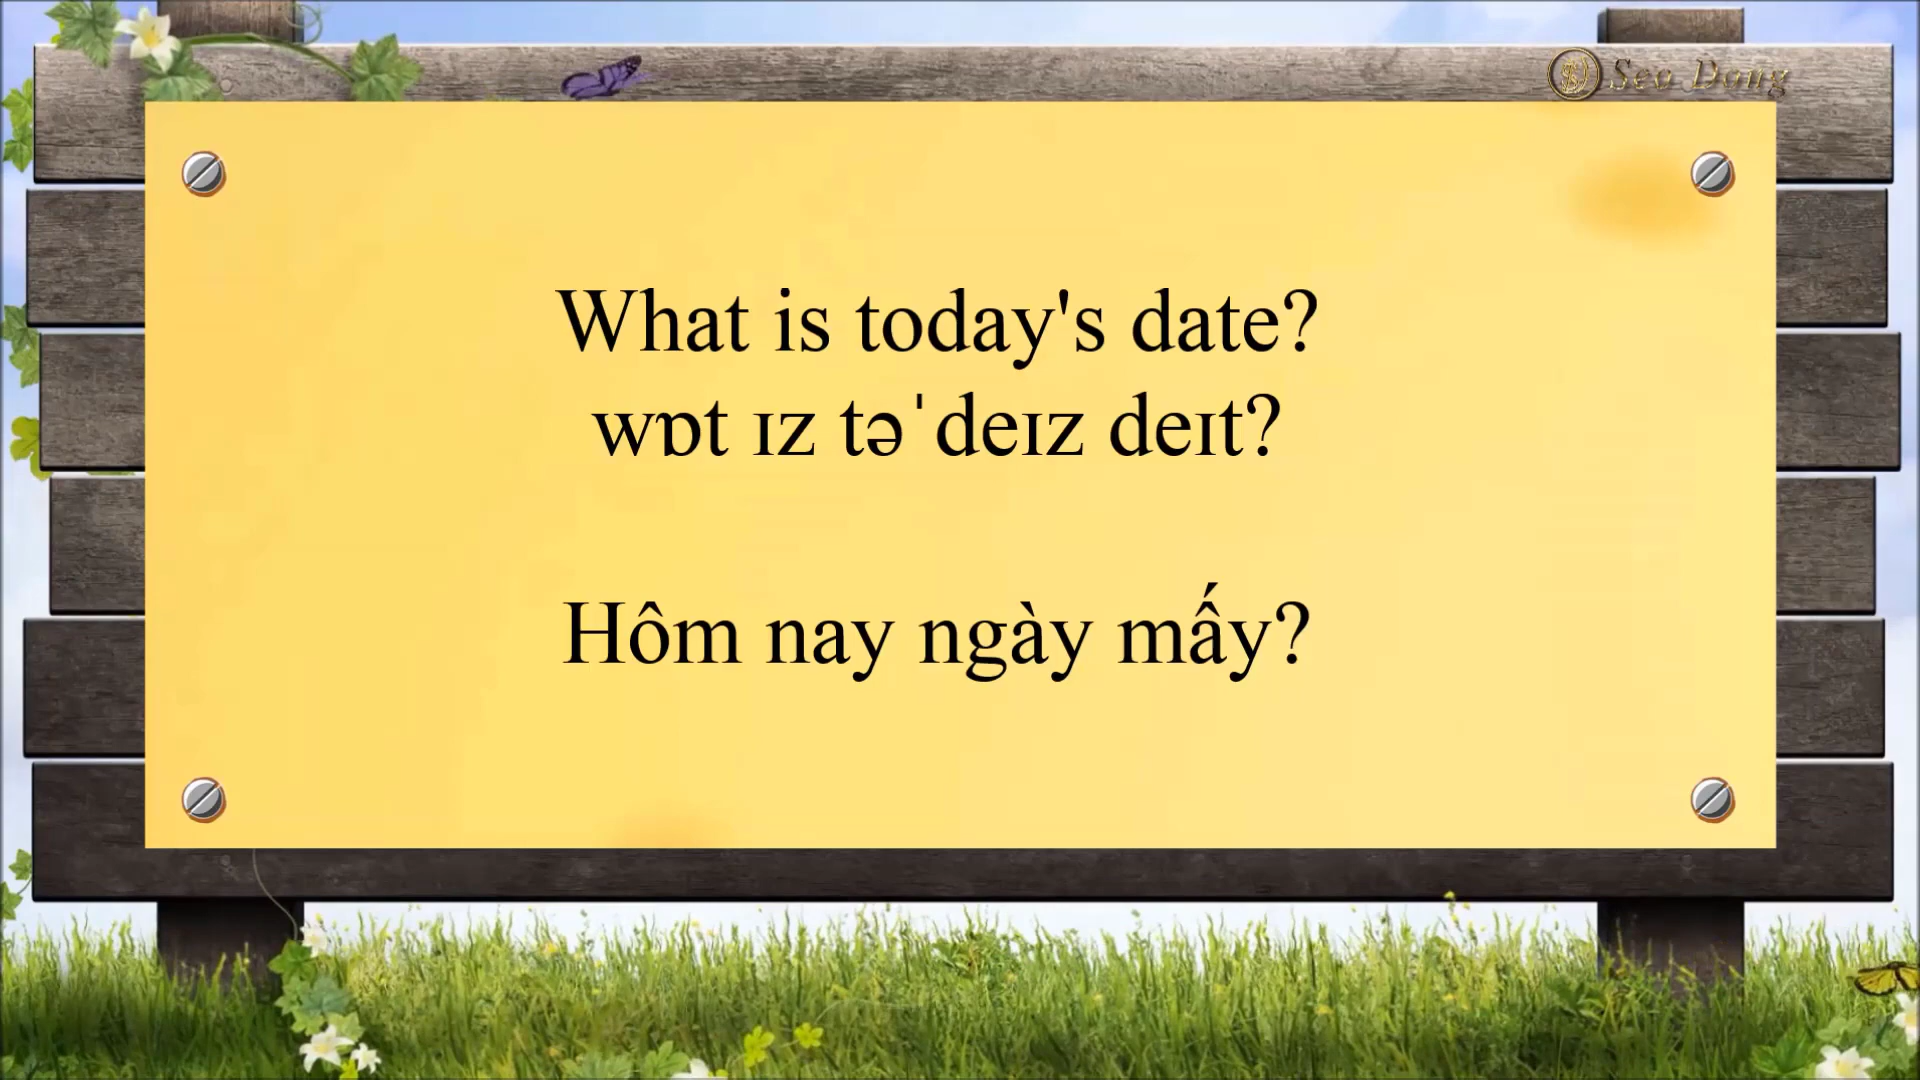 Seo Dong
What is today's date?
wɒt ɪz təˈdeɪz deɪt?
Hôm nay ngày mấy?